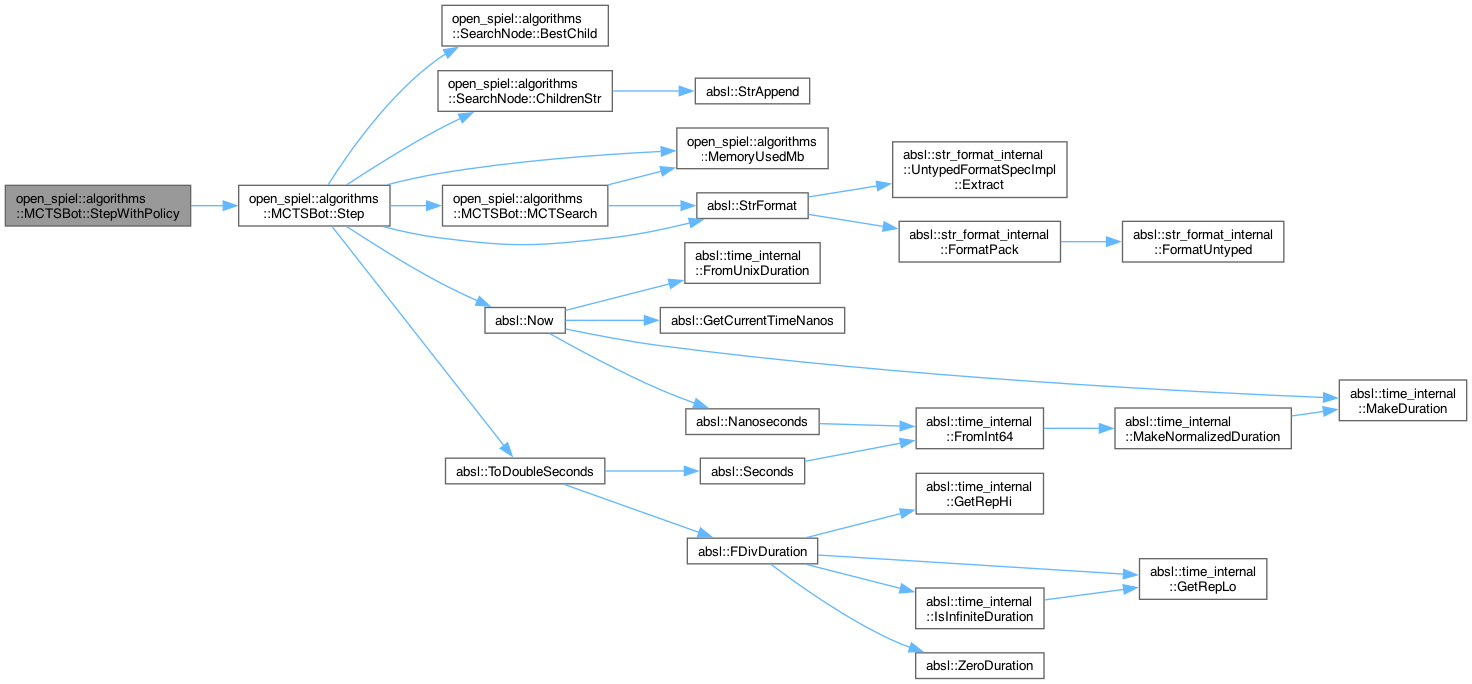 open_spiel::algorithms
::SearchNode::BestChild
open_spiel::algorithms
::SearchNode::ChildrenStr
absl::StrAppend
open_spiel::algorithms
::MemoryUsedMb
absl::str_format_internal
::UntypedFormatSpecImpl
::Extract
open_spiel::algorithms
::MCTSBot::StepWithPolicy
open_spiel::algorithms
::MCTSBot::Step
open_spiel::algorithms
::MCTSBot::MCTSearch
absl::StrFormat
absl::str_format_internal
::FormatPack
absl::str_format_internal
::FormatUntyped
absl::time_internal
::FromUnixDuration
absl::Now
absl::GetCurrentTimeNanos
absl::time_internal
::MakeDuration
absl::Nanoseconds
absl::time_internal
::FromInt64
absl::time_internal
::MakeNormalizedDuration
absl::ToDoubleSeconds
absl::Seconds
absl::time_internal
::GetRepHi
absl::FDivDuration
absl::time_internal
::GetRepLo
absl::time_internal
::IsInfiniteDuration
absl::ZeroDuration